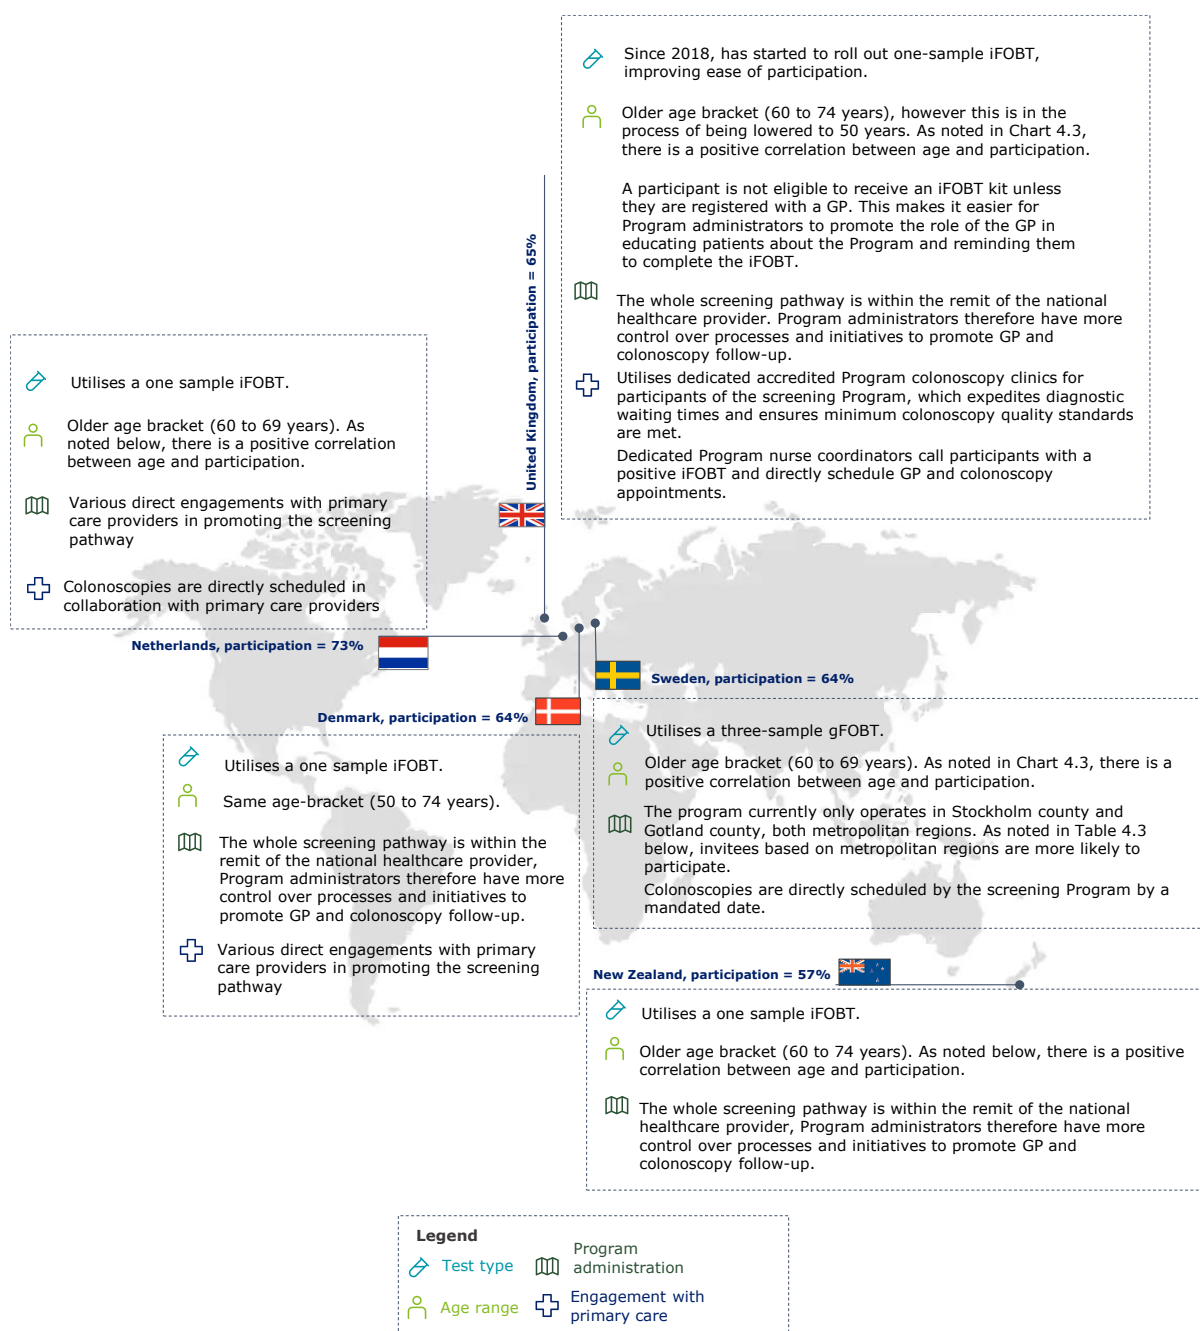 Since 2018, has started to roll out one-sample iFOBT,
improving ease of participation.
Older age bracket (60 to 74 years), however this is in the
process of being lowered to 50 years. As noted in Chart 4.3,
there is a positive correlation between age and participation.
A participant is not eligible to receive an iFOBT kit unless
they are registered with a GP. This makes it easier for
Program administrators to promote the role of the GP in
educating patients about the Program and reminding them
to complete the iFOBT.
The whole screening pathway is within the remit of the national
healthcare provider. Program administrators therefore have more
control over processes and initiatives to promote GP and
colonoscopy follow-up.
Utilises dedicated accredited Program colonoscopy clinics for
participants of the screening Program, which expedites diagnostic
waiting times and ensures minimum colonoscopy quality standards
are met.
Dedicated Program nurse coordinators call participants with a
positive iFOBT and directly schedule GP and colonoscopy
appointments.
United Kingdom, participation = 65%
Utilises a one sample iFOBT.
Older age bracket (60 to 69 years). As
noted below, there is a positive correlation
between age and participation.
Various direct engagements with primary
care providers in promoting the screening
pathway
Colonoscopies are directly scheduled in
collaboration with primary care providers
Netherlands, participation = 73%
Sweden, participation = 64%
Denmark, participation = 64%
Utilises a one sample iFOBT.
Same age-bracket (50 to 74 years).
The whole screening pathway is within the
remit of the national healthcare provider,
Program administrators therefore have more
control over processes and initiatives to
promote GP and colonoscopy follow-up.
Various direct engagements with primary
care providers in promoting the screening
pathway
Utilises a three-sample gFOBT.
Older age bracket (60 to 69 years). As noted in Chart 4.3, there is a
positive correlation between age and participation.
The program currently only operates in Stockholm county and
Gotland county, both metropolitan regions. As noted in Table 4.3
below, invitees based on metropolitan regions are more likely to
participate.
Colonoscopies are directly scheduled by the screening Program by a
mandated date.
New Zealand, participation = 57%
Utilises a one sample iFOBT.
Older age bracket (60 to 74 years). As noted below, there is a positive
correlation between age and participation.
The whole screening pathway is within the remit of the national
healthcare provider, Program administrators therefore have more
control over processes and initiatives to promote GP and
colonoscopy follow-up.
Legend
Test type
Program
administration
Age range
Engagement with
primary care